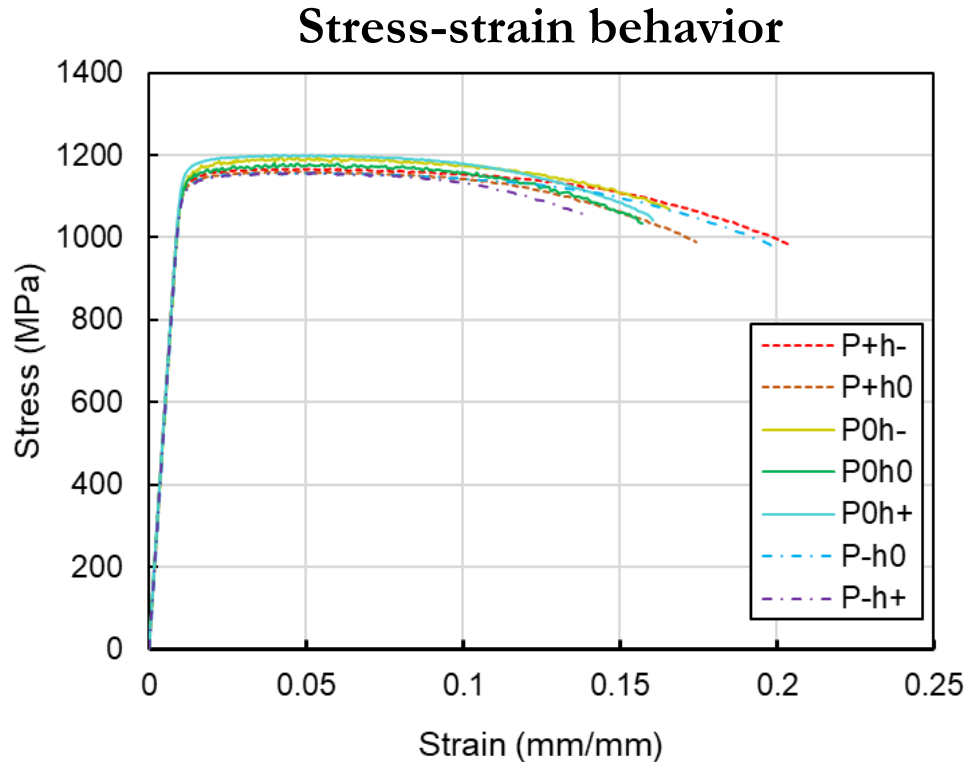 Stress-strain behavior
1400
1200
1000
800
600
400
200
0
Stress (MPa)
P+h-
P+h0
P0h-
P0h0
P0h+
P-h0
P-h+
0 0.05 0.1 0.15 0.2 0.25
Strain (mm/mm)